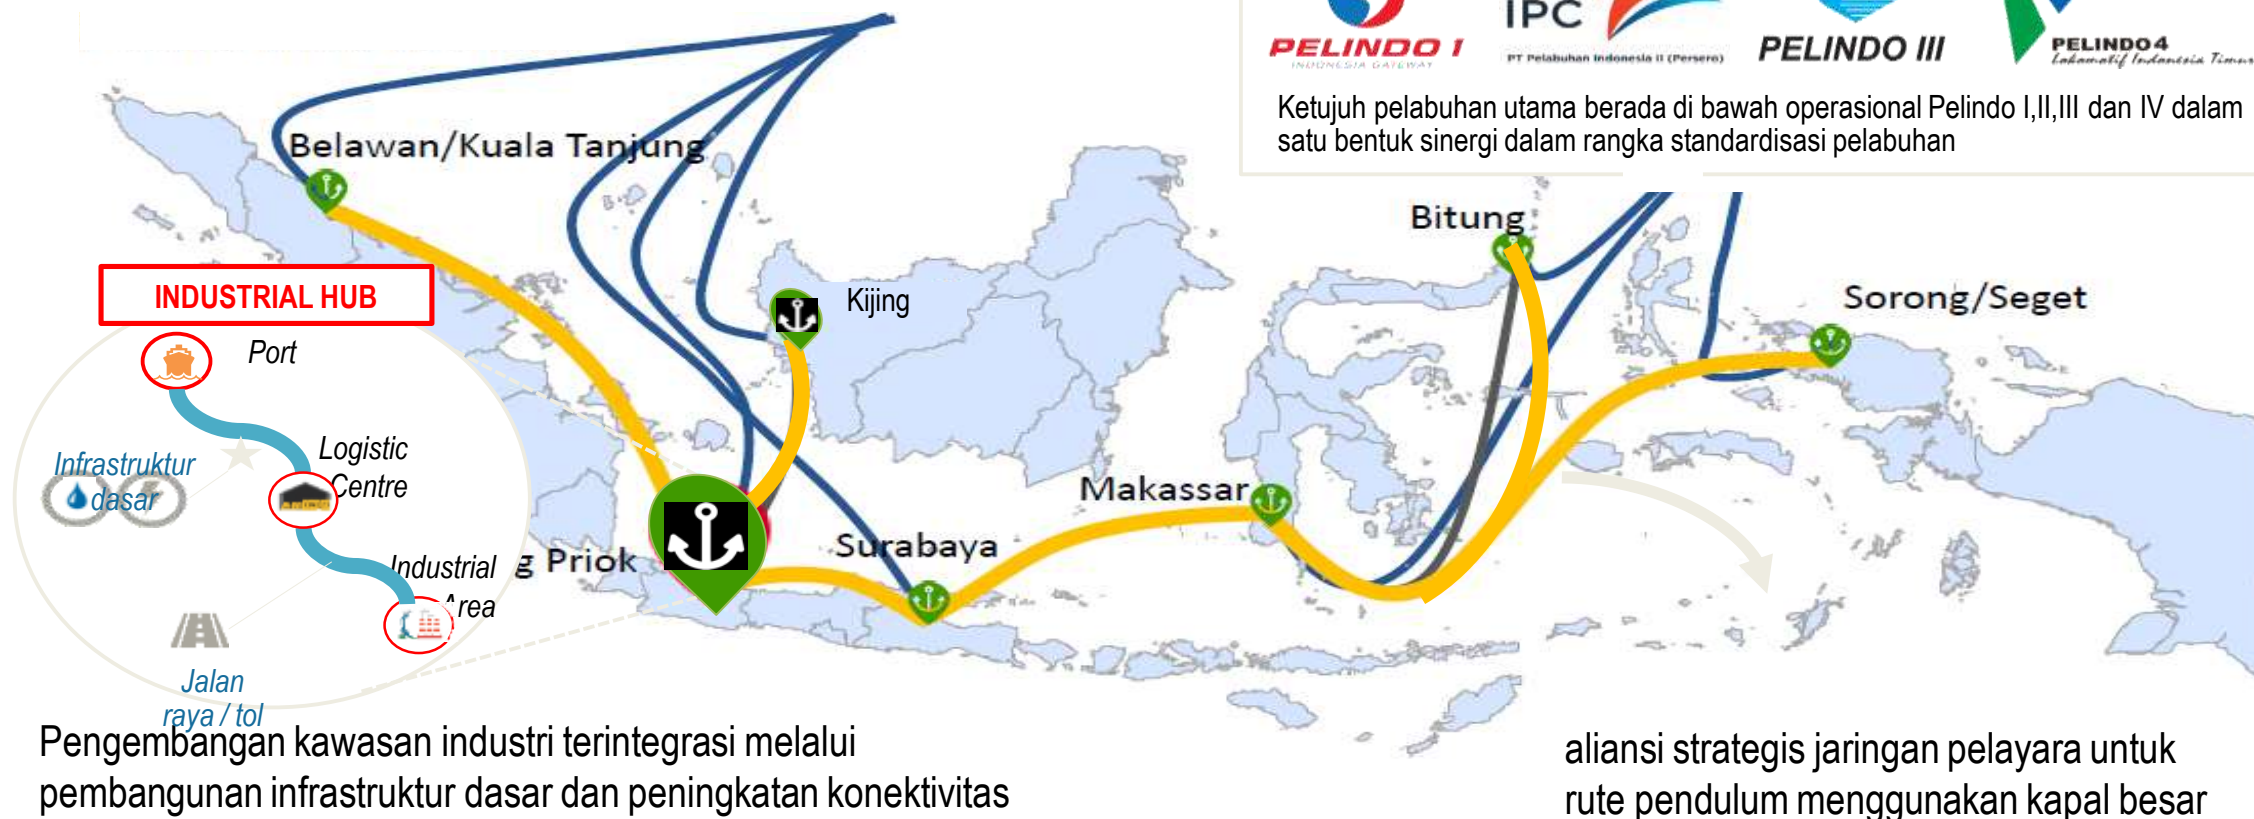 IPC
PELINDO 1
INDONESIA GATEWAY
PT Pelabuhan Indonesia II (Persero)
PELINDO III
PELINDO 4
Lokomotif Indonesia Timur
Ketujuh pelabuhan utama berada di bawah operasional Pelindo I,II,III dan IV dalam
satu bentuk sinergi dalam rangka standardisasi pelabuhan
Belawan/Kuala Tanjung
Bitung
Sorong/Seget
Kijing
INDUSTRIAL HUB
Port
Logistic
Centre
Infrastruktur
dasar
Makassar
Surabaya
g Priok
Industrial
Area
Jalan
raya / tol
Pengembangan kawasan industri terintegrasi melalui
pembangunan infrastruktur dasar dan peningkatan konektivitas
aliansi strategis jaringan pelayara untuk
rute pendulum menggunakan kapal besar